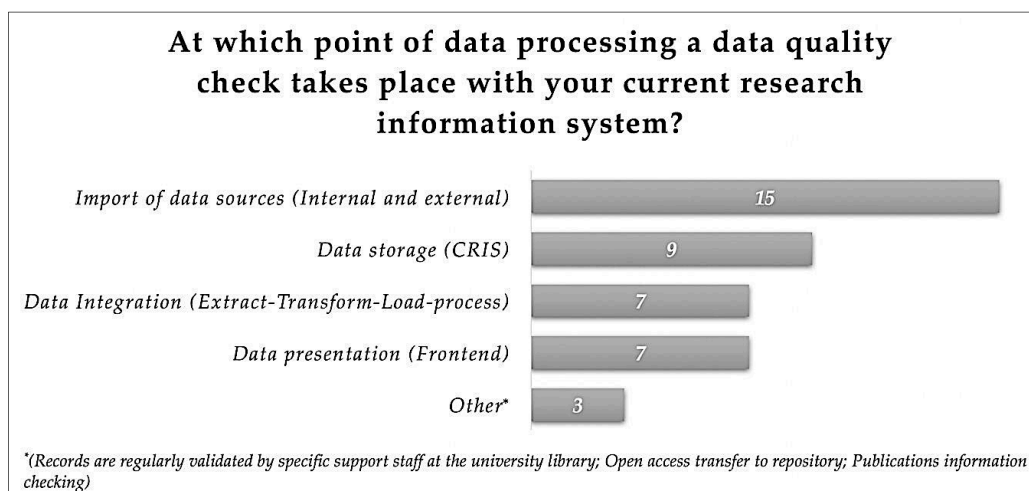 At which point of data processing a data quality
check takes place with your current research
information system?
Import of data sources (Internal and external)
15
Data storage (CRIS)
9
Data Integration (Extract-Transform-Load-process)
7
Data presentation (Frontend)
7
Other*
3
*(Records are regularly validated by specific support staff at the university library; Open access transfer to repository; Publications information
checking)